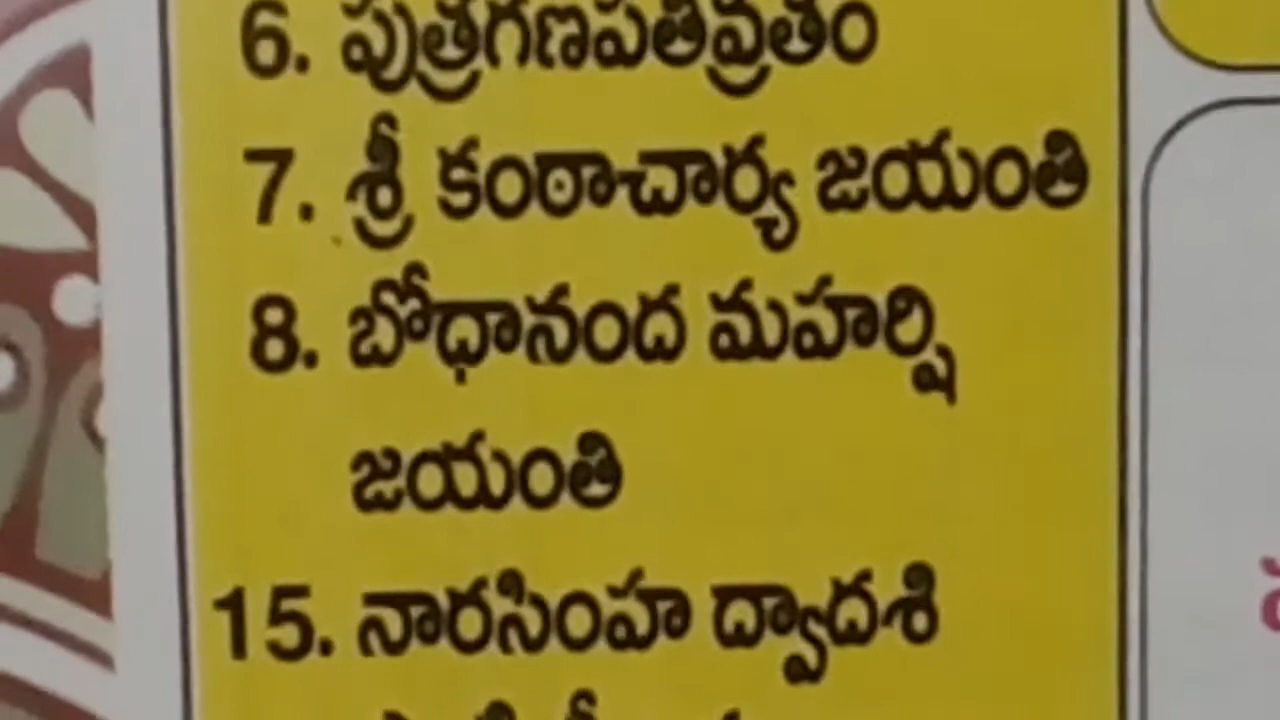 6. పుత్రగణపతివ్రతం
7. శ్రీ కంఠాచార్య జయంతి
8. బోధానంద మహర్షి
జయంతి
15. నారసింహ ద్వాదశి